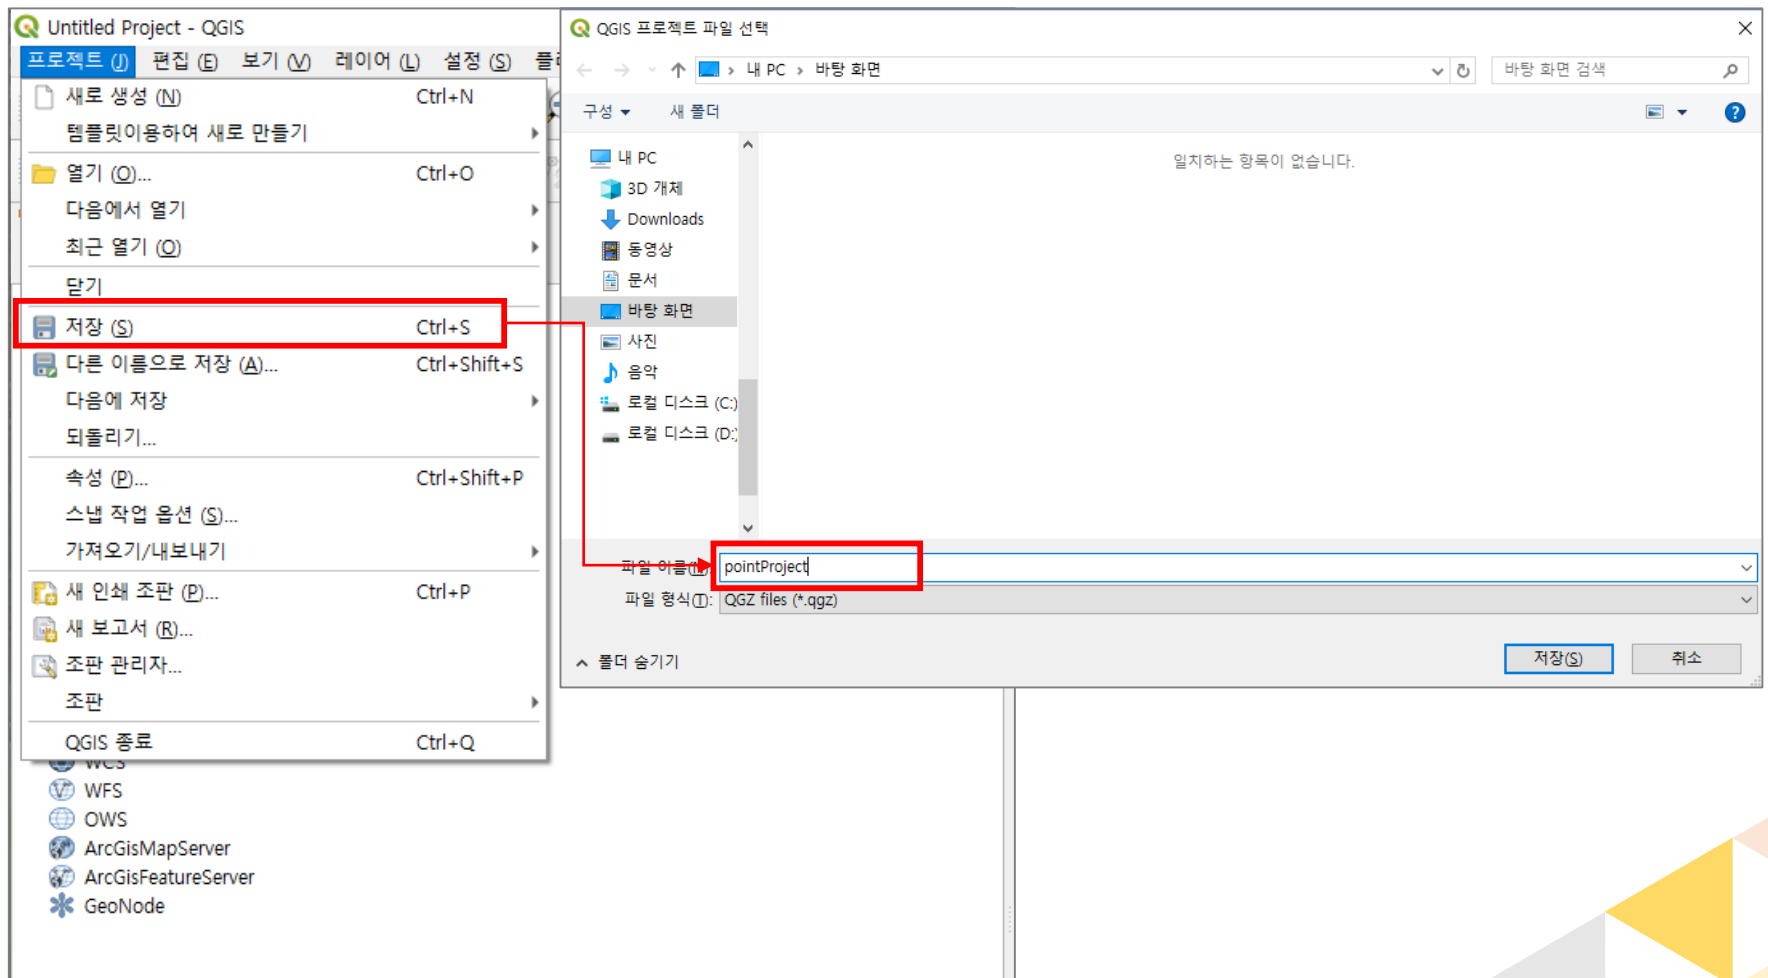 Untitled Project - QGIS
프로젝트 (J) 편집 (E) 보기 (V) 레이어 (L) 설정 (S)
새로 생성 (N) Ctrl+N
템플릿이용하여 새로 만들기
열기 (O)... Ctrl+O
다음에서 열기
최근 열기 (O)
닫기
저장 (S) Ctrl+S
다른 이름으로 저장 (A)... Ctrl+Shift+S
다음에 저장
되돌리기...
속성 (P)... Ctrl+Shift+P
스냅 작업 옵션 (S)...
가져오기/내보내기
새 인쇄 조판 (P)... Ctrl+P
새 보고서 (R)...
조판 관리자...
조판
QGIS 종료 Ctrl+Q
WCS
WFS
OWS
ArcGisMapServer
ArcGisFeatureServer
GeoNode
QGIS 프로젝트 파일 선택
내 PC › 바탕 화면
바탕 화면 검색
구성 새 폴더
내 PC
3D 개체
Downloads
동영상
문서
바탕 화면
사진
음악
로컬 디스크 (C:)
로컬 디스크 (D:)
일치하는 항목이 없습니다.
파일 이름(N): pointProject
파일 형식(T): QGZ files (*.qgz)
폴더 숨기기
저장(S) 취소